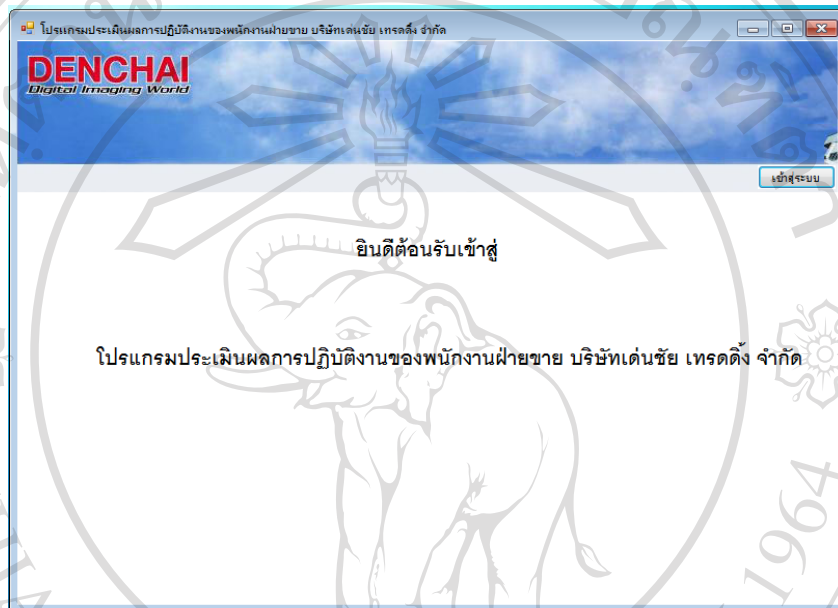 โปรแกรมประเมินผลการปฏิบัติงานของพนักงานฝ่ายขาย บริษัทเด่นชัย เทรดดิ้ง จำกัด
DENCHAI
Digital Imaging World
เข้าสู่ระบบ
ยินดีต้อนรับเข้าสู่
โปรแกรมประเมินผลการปฏิบัติงานของพนักงานฝ่ายขาย บริษัทเด่นชัย เทรดดิ้ง จำกัด
1964